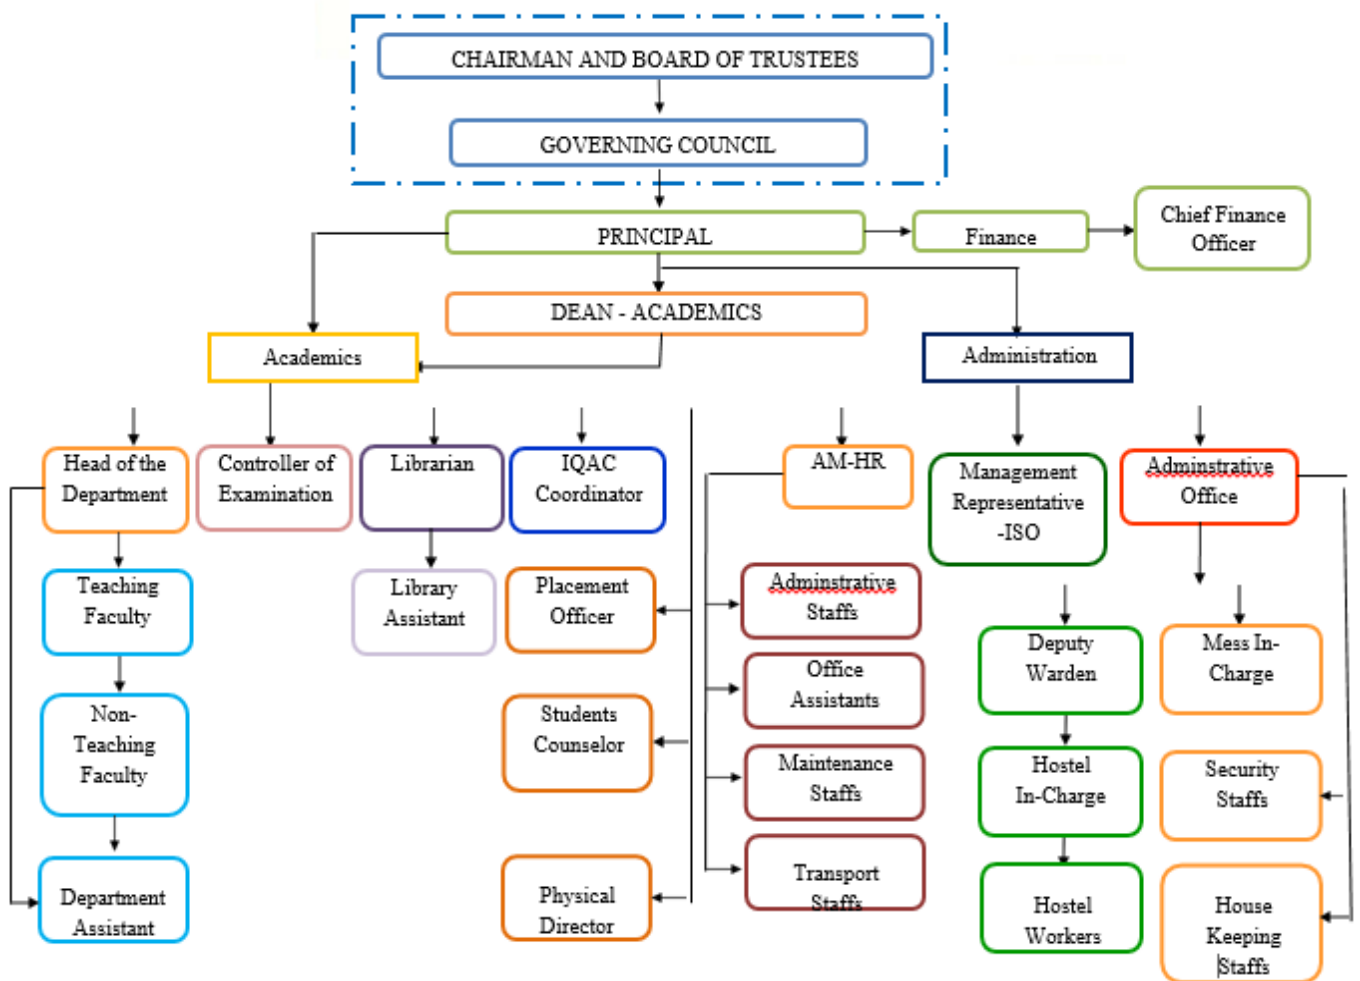 CHAIRMAN AND BOARD OF TRUSTEES
GOVERNING COUNCIL
PRINCIPAL
Finance
Chief Finance
Officer
DEAN - ACADEMICS
Academics
Administration
Head of the
Department
Controller of
Examination
Librarian
IQAC
Coordinator
AM-HR
Management
Representative
-ISO
Adminstrative
Office
Teaching
Faculty
Library
Assistant
Placement
Officer
Adminstrative
Staffs
Deputy
Warden
Mess In-
Charge
Non-
Teaching
Faculty
Students
Counselor
Office
Assistants
Maintenance
Staffs
Hostel
In-Charge
Security
Staffs
Department
Assistant
Physical
Director
Transport
Staffs
Hostel
Workers
House
Keeping
Staffs